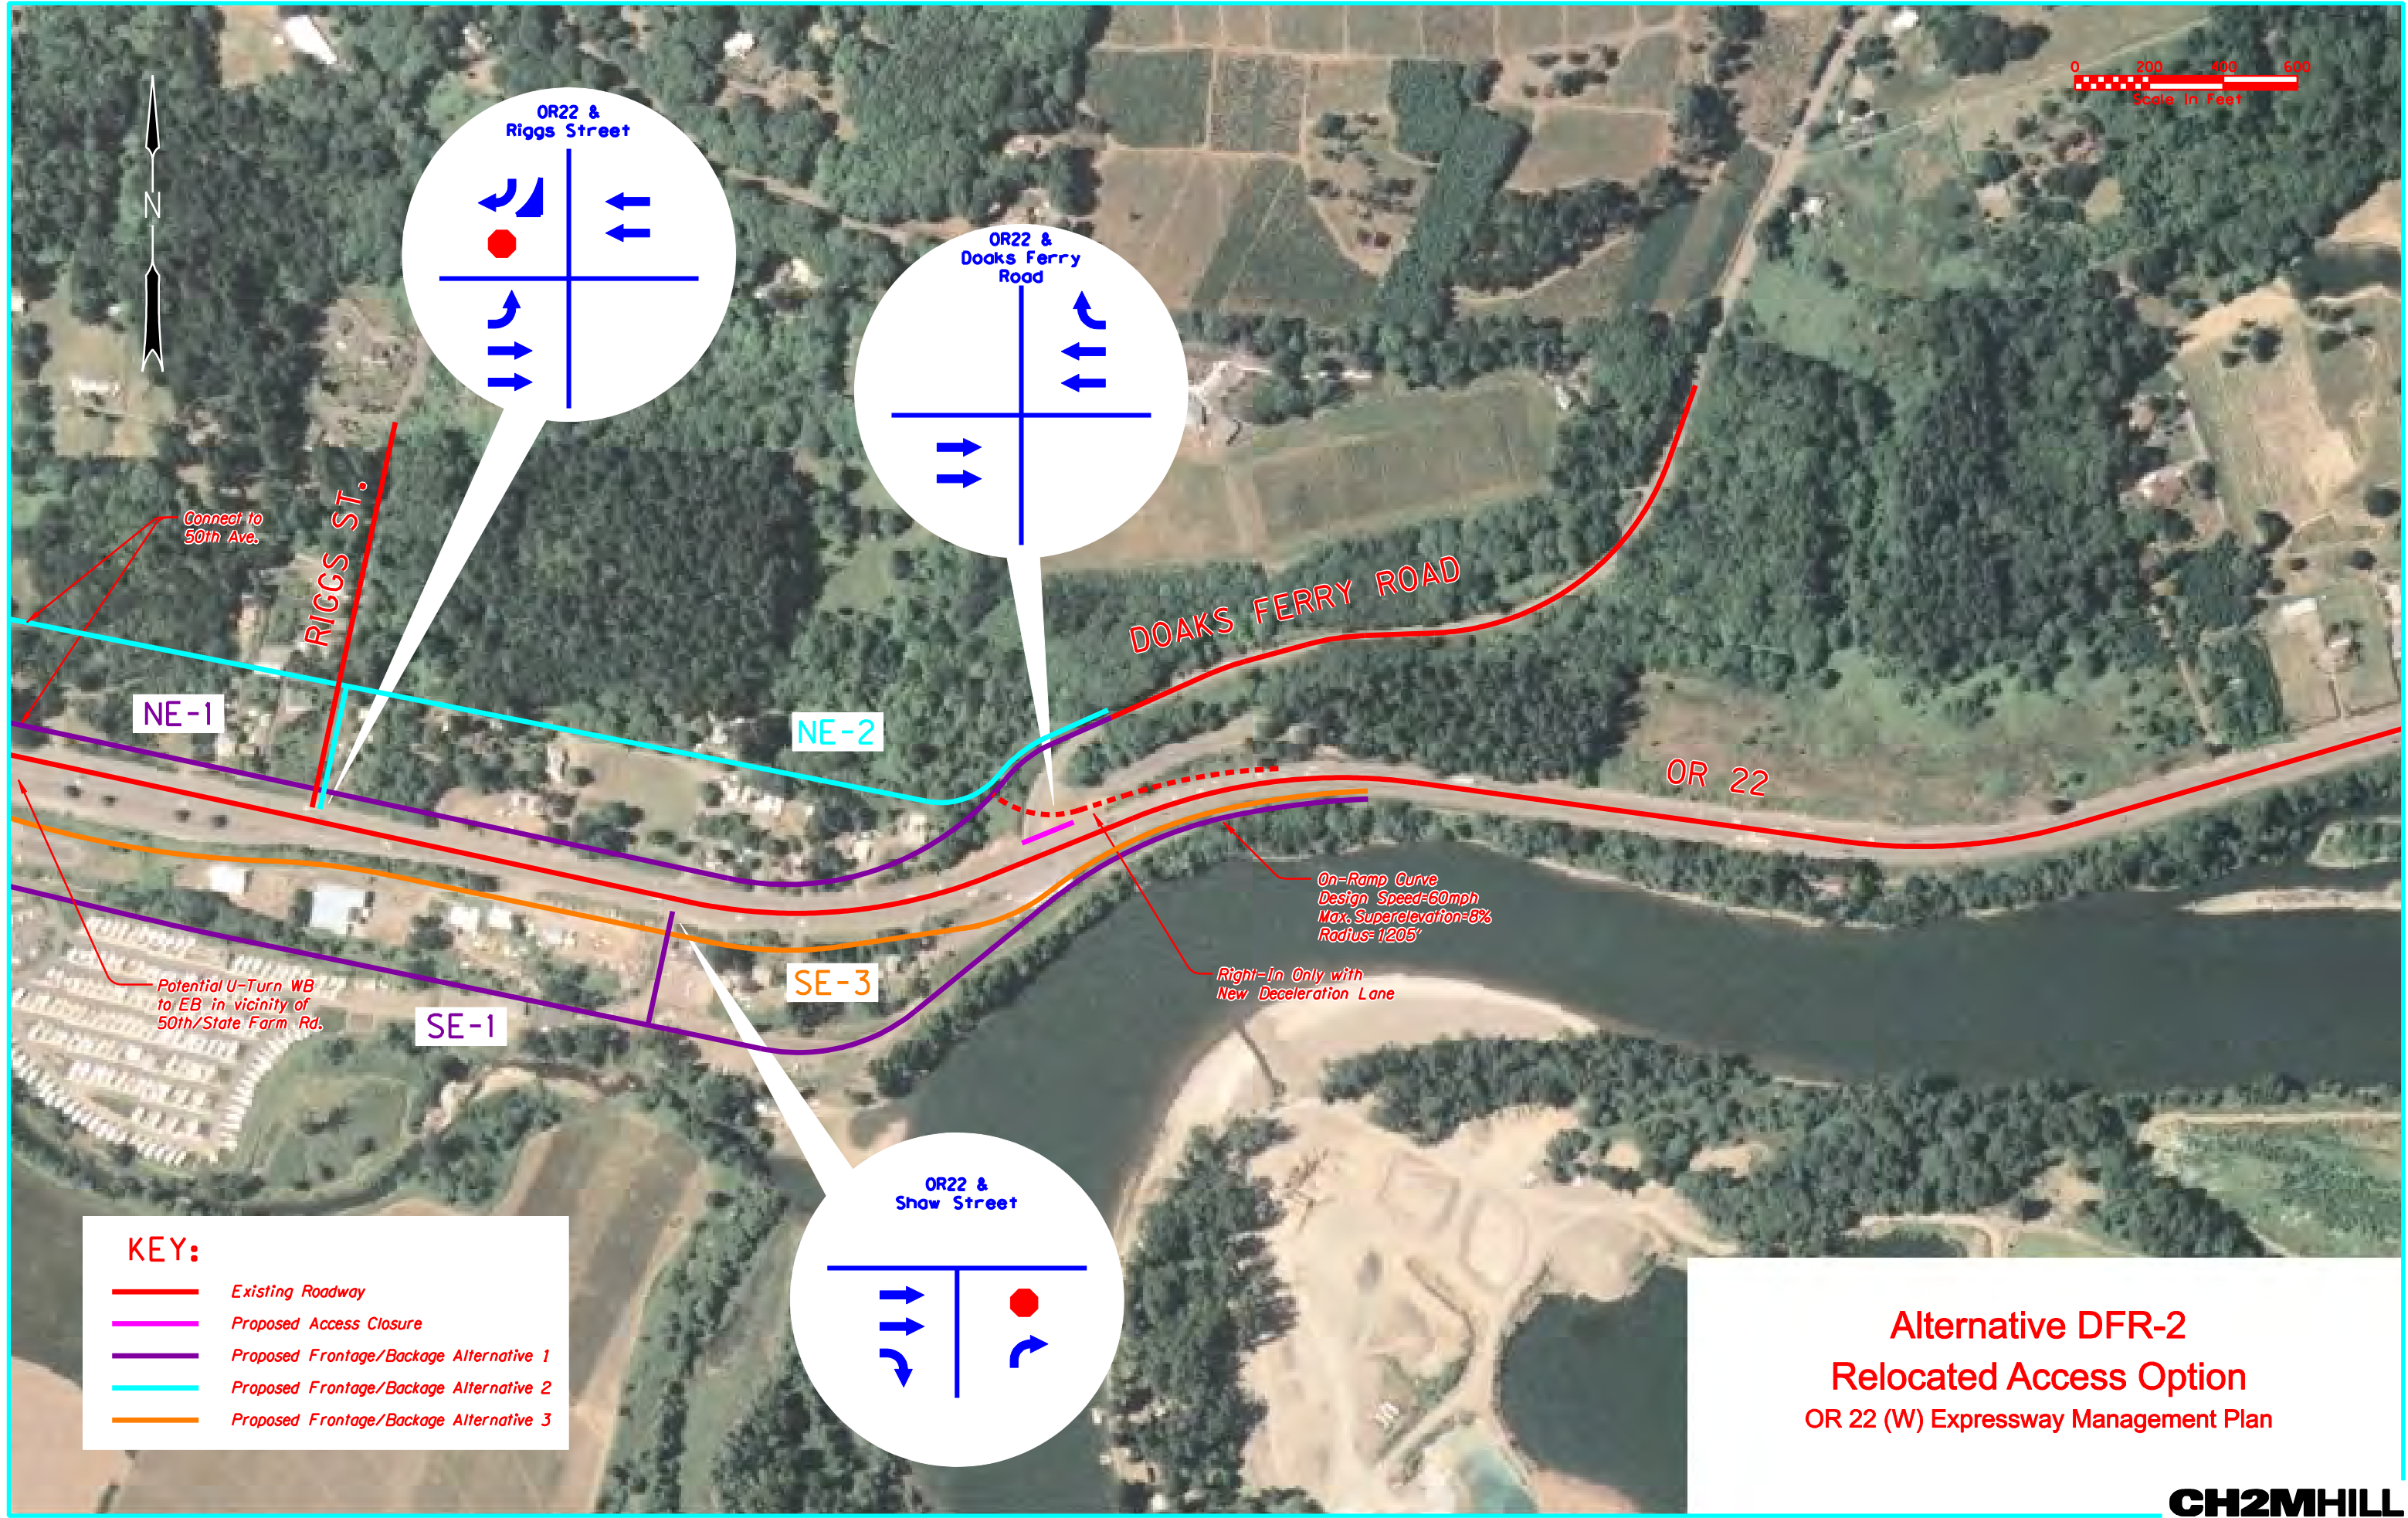 0 200 400 600
Scale In Feet
N
OR22 &
Riggs Street
OR22 &
Doaks Ferry
Road
Connect to
50th Ave.
RIGGS ST.
DOAKS FERRY ROAD
NE-1
NE-2
OR 22
On-Ramp Curve
Design Speed=60mph
Max. Superelevation=8%
Radius=1205'
Right-In Only with
New Deceleration Lane
Potential U-Turn WB
to EB in vicinity of
50th/State Farm Rd.
SE-3
SE-1
OR22 &
Shaw Street
KEY:
Existing Roadway
Proposed Access Closure
Proposed Frontage/Backage Alternative 1
Proposed Frontage/Backage Alternative 2
Proposed Frontage/Backage Alternative 3
Alternative DFR-2
Relocated Access Option
OR 22 (W) Expressway Management Plan
CH2MHILL